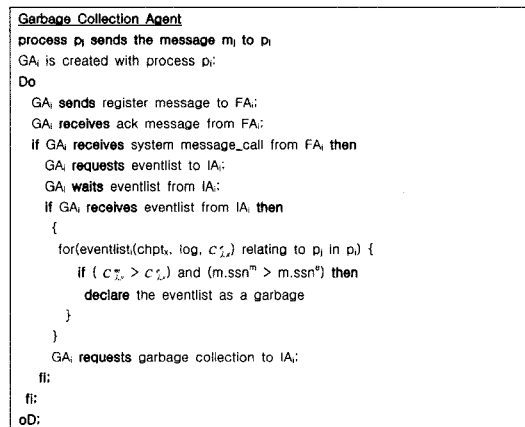 Garbage Collection Agent
process pⱼ sends the message mⱼ to pᵢ
GAᵢ is created with process pᵢ;
Do
GAᵢ sends register message to FAᵢ;
GAᵢ receives ack message from FAᵢ;
if GAᵢ receives system message_call from FAᵢ then
GAᵢ requests eventlist to IAᵢ;
GAᵢ waits eventlist from IAᵢ;
if GAᵢ receives eventlist from IAᵢ then
{
for(eventlistᵢ(chptₓ, log, C) relating to pⱼ in pᵢ) {
if ( C > C ) and (m.ssnᵐ > m.ssnᵉ) then
declare the eventlist as a garbage
}
}
GAᵢ requests garbage collection to IAᵢ;
fi;
fi;
oD;